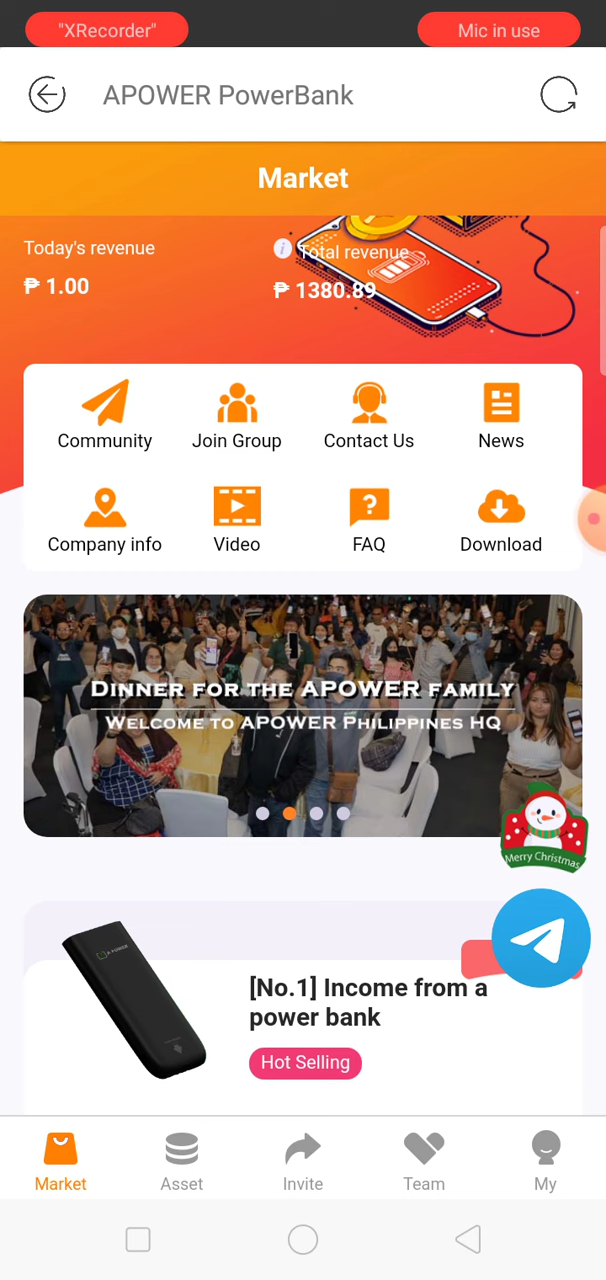 "XRecorder"
Mic in use
APOWER PowerBank
Market
Today's revenue
Total revenue
₱ 1.00
₱ 1380.89
Community
Join Group
Contact Us
News
Company info
Video
FAQ
Download
DINNER FOR THE APOWER FAMILY
WELCOME TO APOWER PHILIPPINES HQ
Merry Christmas
A POWER
[No.1] Income from a
power bank
Hot Selling
Market
Asset
Invite
Team
My